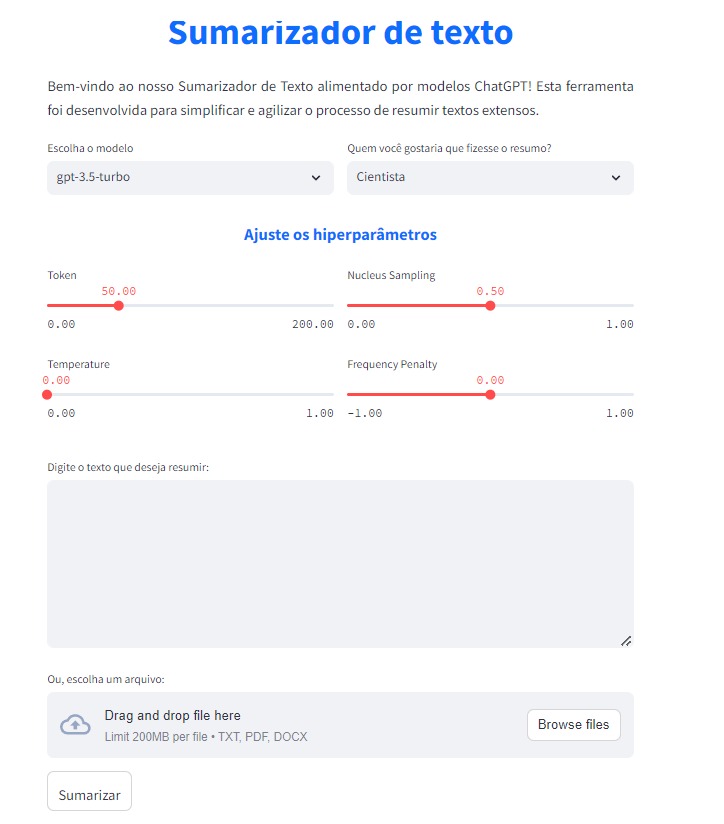 Sumarizador de texto
Bem-vindo ao nosso Sumarizador de Texto alimentado por modelos ChatGPT! Esta ferramenta
foi desenvolvida para simplificar e agilizar o processo de resumir textos extensos.
Escolha o modelo
Quem você gostaria que fizesse o resumo?
gpt-3.5-turbo
Cientista
Ajuste os hiperparâmetros
Token
Nucleus Sampling
50.00
0.50
0.00
200.00
0.00
1.00
Temperature
Frequency Penalty
0.00
0.00
0.00
1.00
-1.00
1.00
Digite o texto que deseja resumir:
Ou, escolha um arquivo:
Drag and drop file here
Limit 200MB per file • TXT, PDF, DOCX
Browse files
Sumarizar